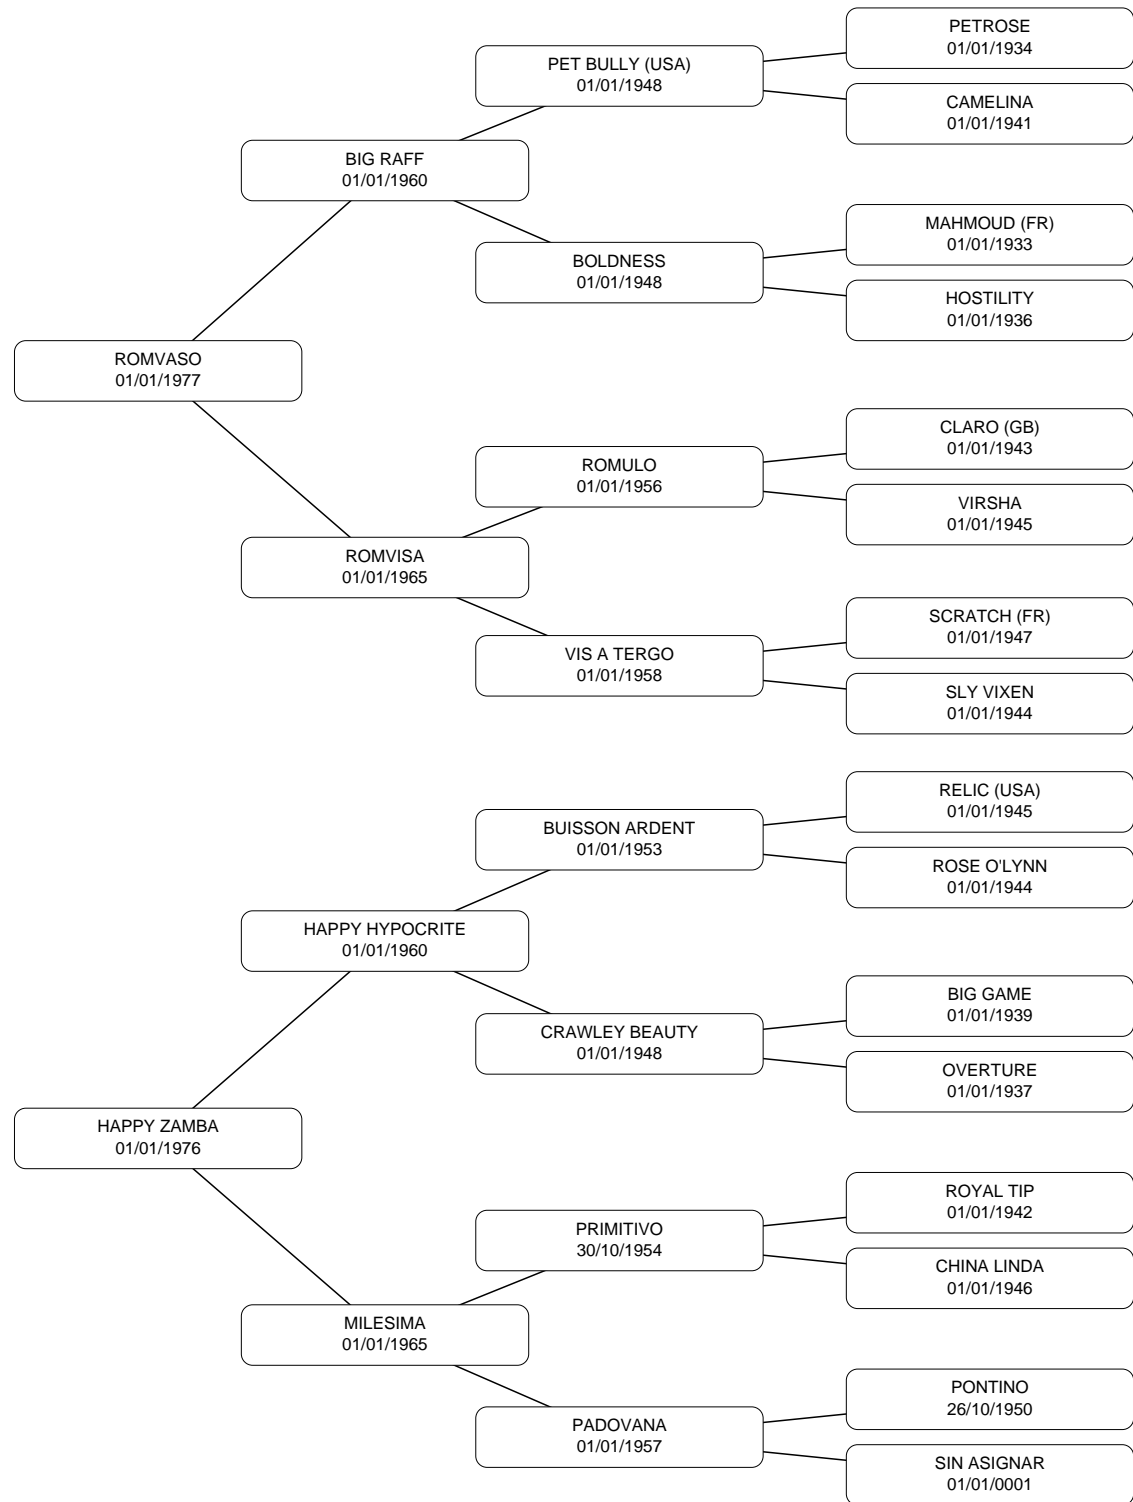 PETROSE
01/01/1934
PET BULLY (USA)
01/01/1948
CAMELINA
01/01/1941
BIG RAFF
01/01/1960
MAHMOUD (FR)
01/01/1933
BOLDNESS
01/01/1948
HOSTILITY
01/01/1936
ROMVASO
01/01/1977
CLARO (GB)
01/01/1943
ROMULO
01/01/1956
VIRSHA
01/01/1945
ROMVISA
01/01/1965
SCRATCH (FR)
01/01/1947
VIS A TERGO
01/01/1958
SLY VIXEN
01/01/1944
RELIC (USA)
01/01/1945
BUISSON ARDENT
01/01/1953
ROSE O'LYNN
01/01/1944
HAPPY HYPOCRITE
01/01/1960
BIG GAME
01/01/1939
CRAWLEY BEAUTY
01/01/1948
OVERTURE
01/01/1937
HAPPY ZAMBA
01/01/1976
ROYAL TIP
01/01/1942
PRIMITIVO
30/10/1954
CHINA LINDA
01/01/1946
MILESIMA
01/01/1965
PONTINO
26/10/1950
PADOVANA
01/01/1957
SIN ASIGNAR
01/01/0001